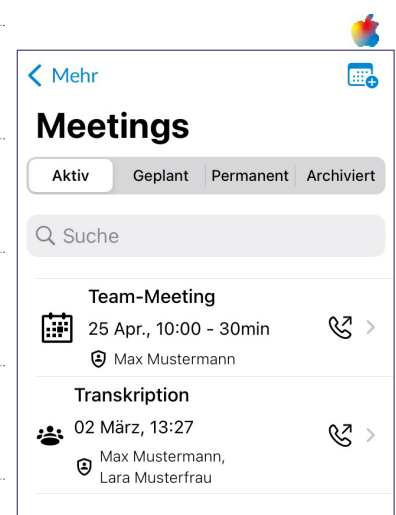 Mehr
Meetings
Aktiv Geplant Permanent Archiviert
Suche
Team-Meeting
25 Apr., 10:00 - 30min
Max Mustermann
Transkription
02 März, 13:27
Max Mustermann,
Lara Musterfrau